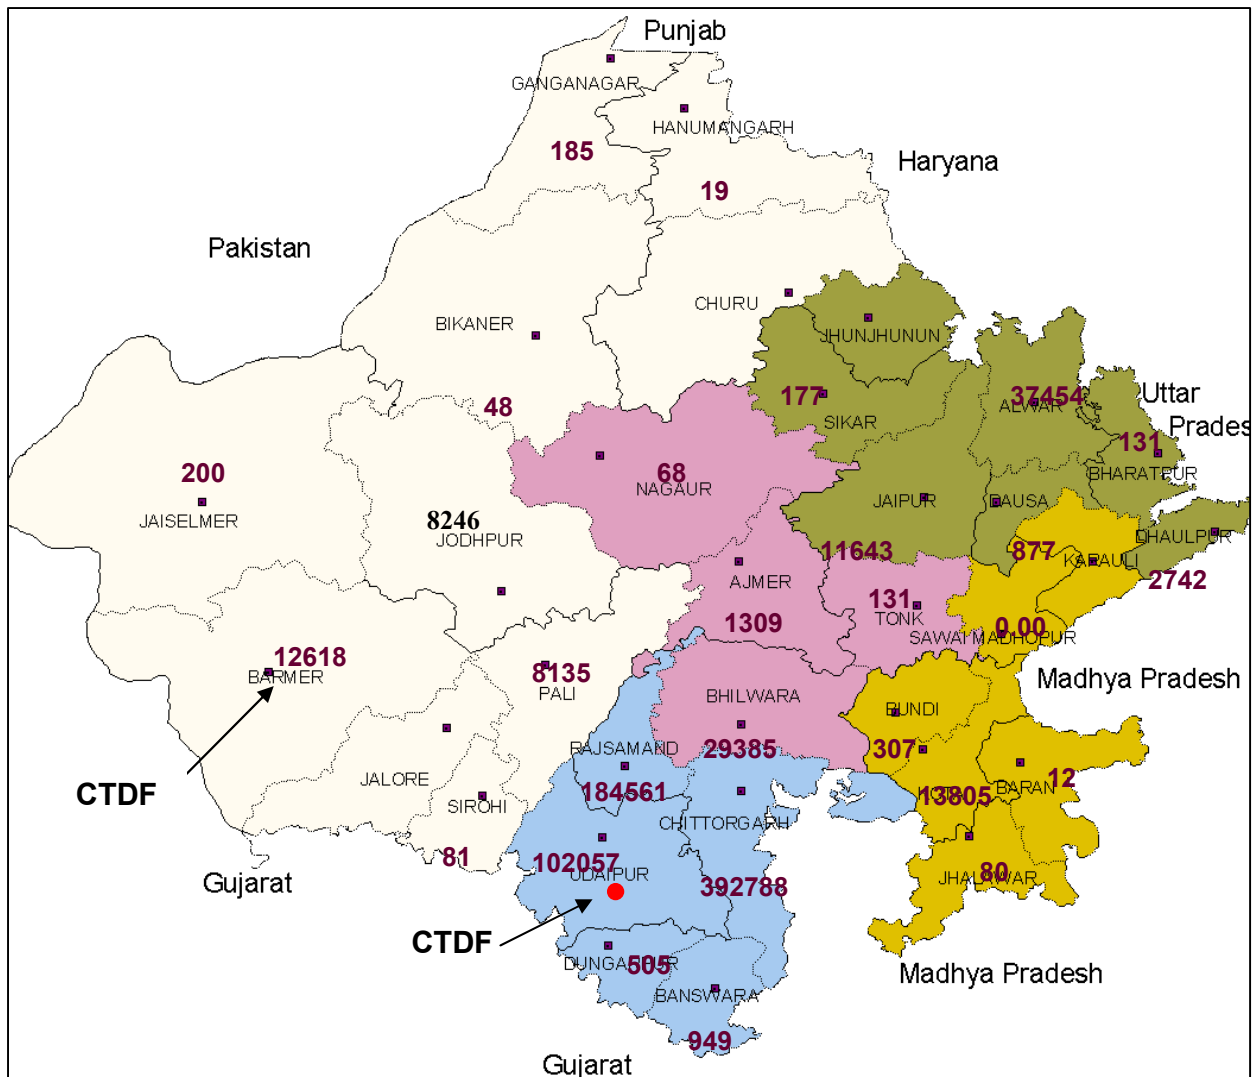 Punjab
GANGANAGAR
HANUMANGARH
185
Haryana
19
Pakistan
CHURU
BIKANER
JHUNJHUNUN
177
37454
ALWAR
Uttar
Prades
48
SIKAR
131
BHARATPUR
200
68
NAGAUR
JAISELMER
8246
JODHPUR
JAIPUR
DAUSA
DHAULPUR
11643
877
KARAULI
2742
AJMER
1309
131
TONK
0.00
SAWAI MADHOPUR
12618
BARMER
8135
PALI
BHILWARA
Madhya Pradesh
BUNDI
RAJSAMAND
29385
307
CTDF
JALORE
SIROHI
184561
13805
BARAN
12
CHITTORGARH
81
102057
UDAIPUR
392788
80
JHALAWAR
Gujarat
CTDF
DUNGARPUR
505
BANSWARA
Madhya Pradesh
949
Gujarat